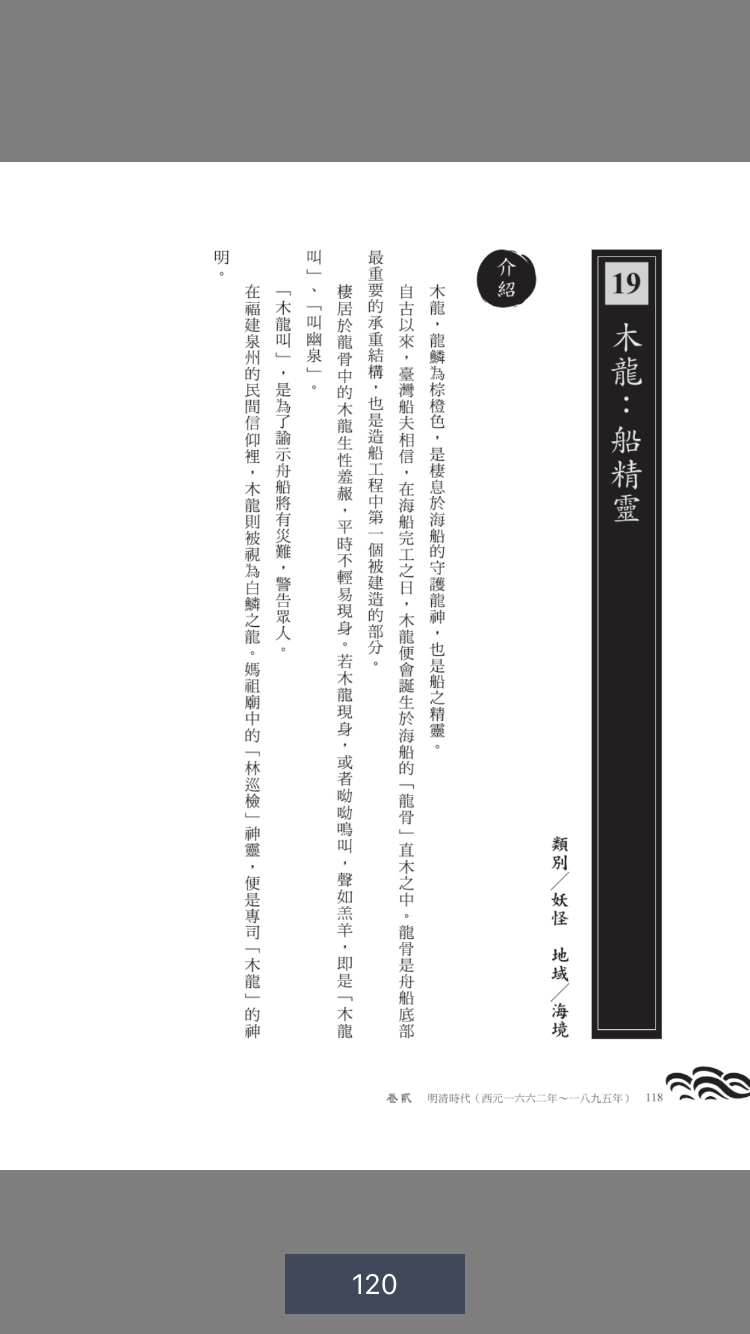 19
木龍：船精靈
類別／妖怪　地域／海境
介紹
木龍，龍鱗為棕橙色，是棲息於海船的守護龍神，也是船之精靈。
自古以來，臺灣船夫相信，在海船完工之日，木龍便會誕生於海船的「龍骨」直木之中。龍骨是舟船底部
最重要的承重結構，也是造船工程中第一個被建造的部分。
棲居於龍骨中的木龍生性羞赧，平時不輕易現身。若木龍現身，或者呦呦鳴叫，聲如羔羊，即是「木龍
叫」、「叫幽泉」。
「木龍叫」，是為了諭示舟船將有災難，警告眾人。
在福建泉州的民間信仰裡，木龍則被視為白鱗之龍。媽祖廟中的「林巡檢」神靈，便是專司「木龍」的神
明。
卷貳　明清時代（西元一六六二年～一八九五年）　118
120